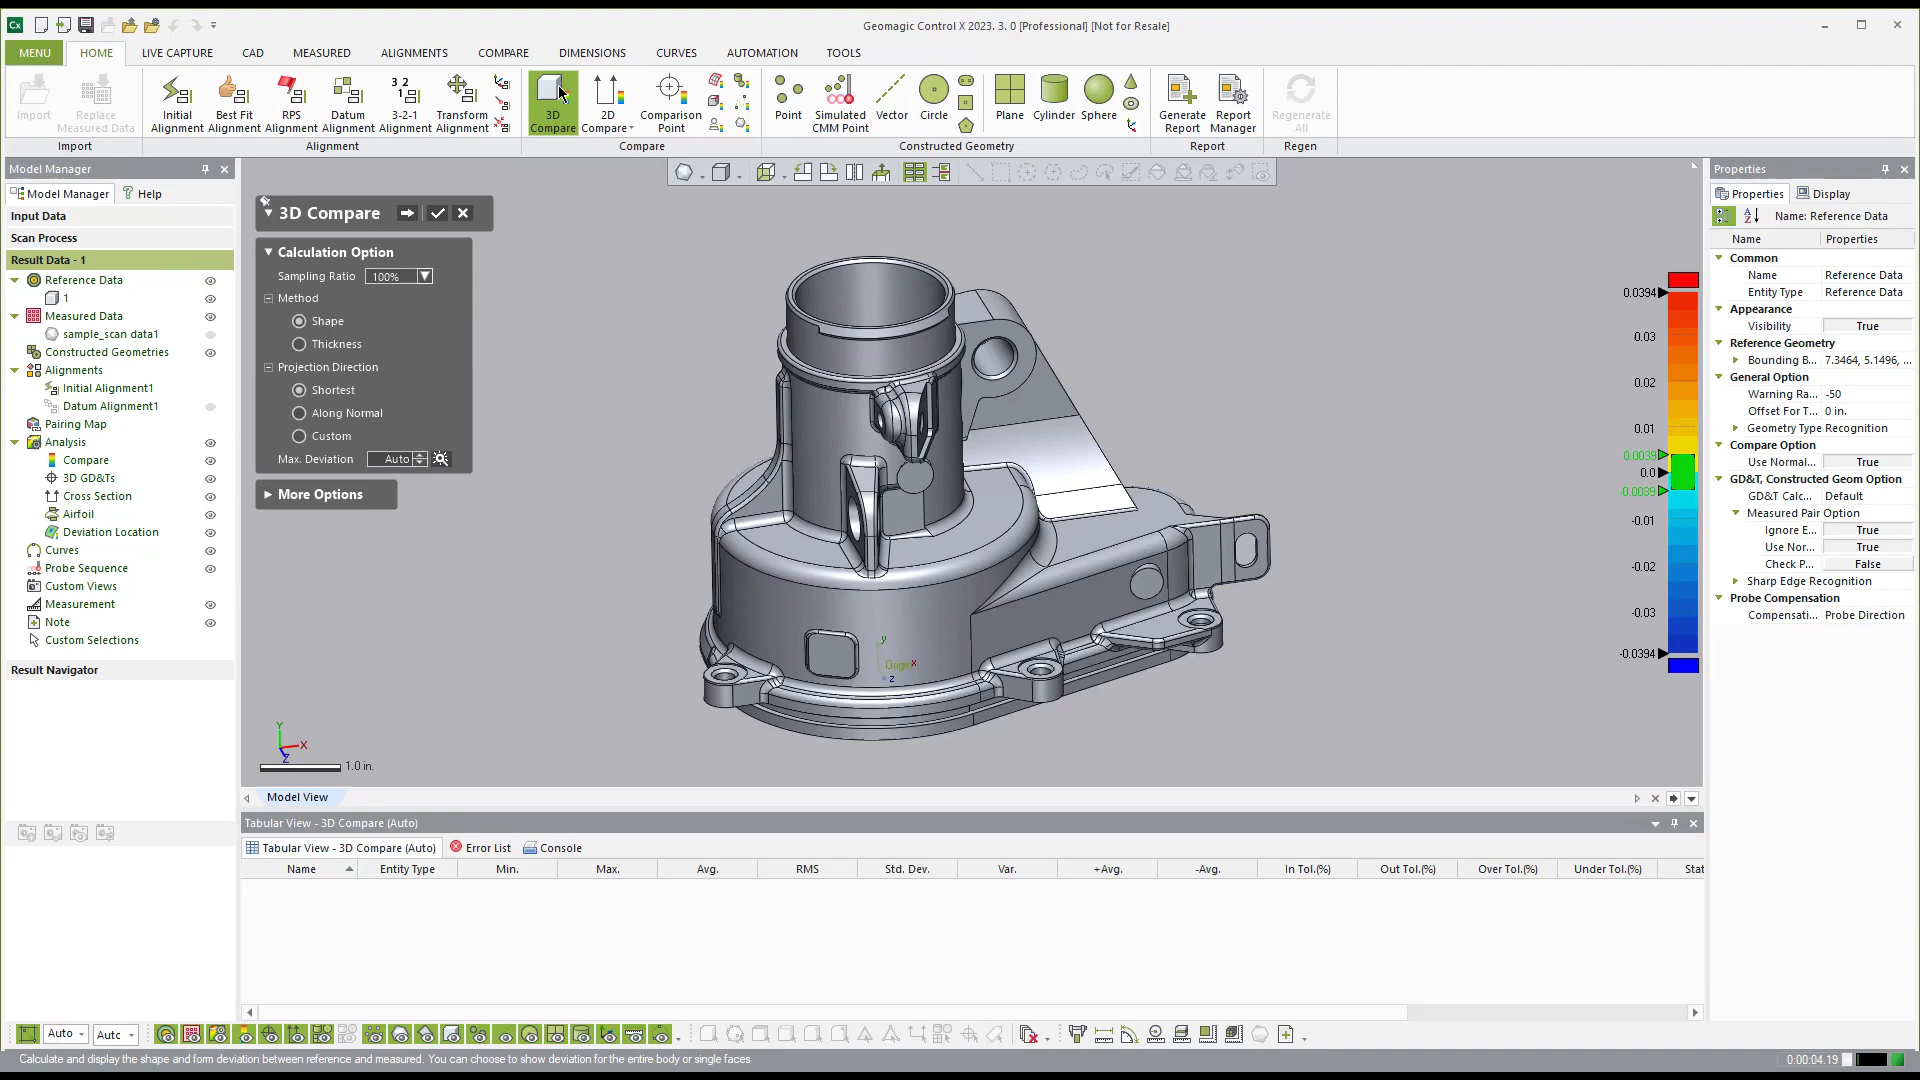 Cx
Geomagic Control X 2023. 3. 0 [Professional] [Not for Resale]
MENU HOME LIVE CAPTURE CAD MEASURED ALIGNMENTS COMPARE DIMENSIONS CURVES AUTOMATION TOOLS
Import
Replace Measured Data
Initial Alignment
Best Fit Alignment
RPS Alignment
Datum Alignment
3-2-1 Alignment
Transform Alignment
3D Compare
2D Compare
Comparison Point
Point
Simulated CMM Point
Vector
Circle
Plane
Cylinder
Sphere
Generate Report
Report Manager
Regenerate All
Import Alignment Compare Constructed Geometry Report Regen
Model Manager
Model Manager ? Help
Input Data
Scan Process
Result Data - 1
Reference Data
1
Measured Data
sample_scan data1
Constructed Geometries
Alignments
Initial Alignment1
Datum Alignment1
Pairing Map
Analysis
Compare
3D GD&Ts
Cross Section
Airfoil
Deviation Location
Curves
Probe Sequence
Custom Views
Measurement
Note
Custom Selections
Result Navigator
3D Compare
Calculation Option
Sampling Ratio 100%
Method
Shape
Thickness
Projection Direction
Shortest
Along Normal
Custom
Max. Deviation Auto
More Options
0.0394
0.03
0.02
0.01
0.0039
0.0
-0.0039
-0.01
-0.02
-0.03
-0.0394
y
Origin x
z
Y
X
Z
1.0 in.
Model View
Tabular View - 3D Compare (Auto)
Tabular View - 3D Compare (Auto) Error List Console
Name Entity Type Min. Max. Avg. RMS Std. Dev. Var. +Avg. -Avg. In Tol.(%) Out Tol.(%) Over Tol.(%) Under Tol.(%) Stat
Properties
Properties Display
Name: Reference Data
Name Properties
Common
Name Reference Data
Entity Type Reference Data
Appearance
Visibility True
Reference Geometry
Bounding B... 7.3464, 5.1496, ...
General Option
Warning Ra... -50
Offset For T... 0 in.
Geometry Type Recognition
Compare Option
Use Normal... True
GD&T, Constructed Geom Option
GD&T Calc... Default
Measured Pair Option
Ignore E... True
Use Nor... True
Check P... False
Sharp Edge Recognition
Probe Compensation
Compensati... Probe Direction
Auto Auto
Calculate and display the shape and form deviation between reference and measured. You can choose to show deviation for the entire body or single faces
0:00:04.19